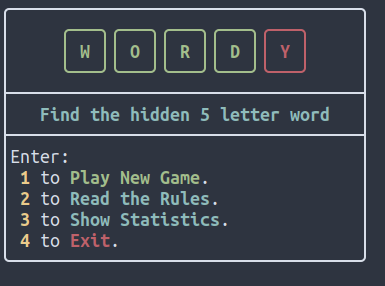 W O R D Y
Find the hidden 5 letter word
Enter:
1 to Play New Game.
2 to Read the Rules.
3 to Show Statistics.
4 to Exit.